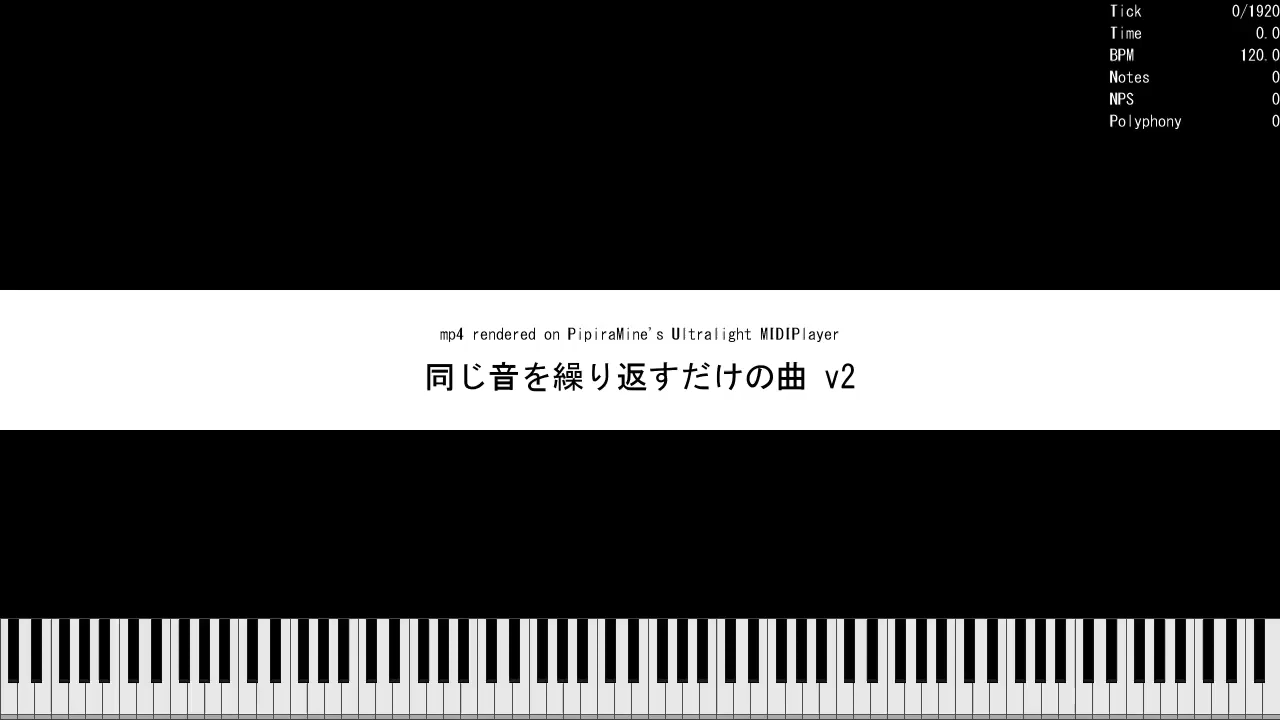 Tick 0/1920
Time 0.0
BPM 120.0
Notes 0
NPS 0
Polyphony 0
mp4 rendered on PipiraMine's Ultralight MIDIPlayer
同じ音を繰り返すだけの曲 v2